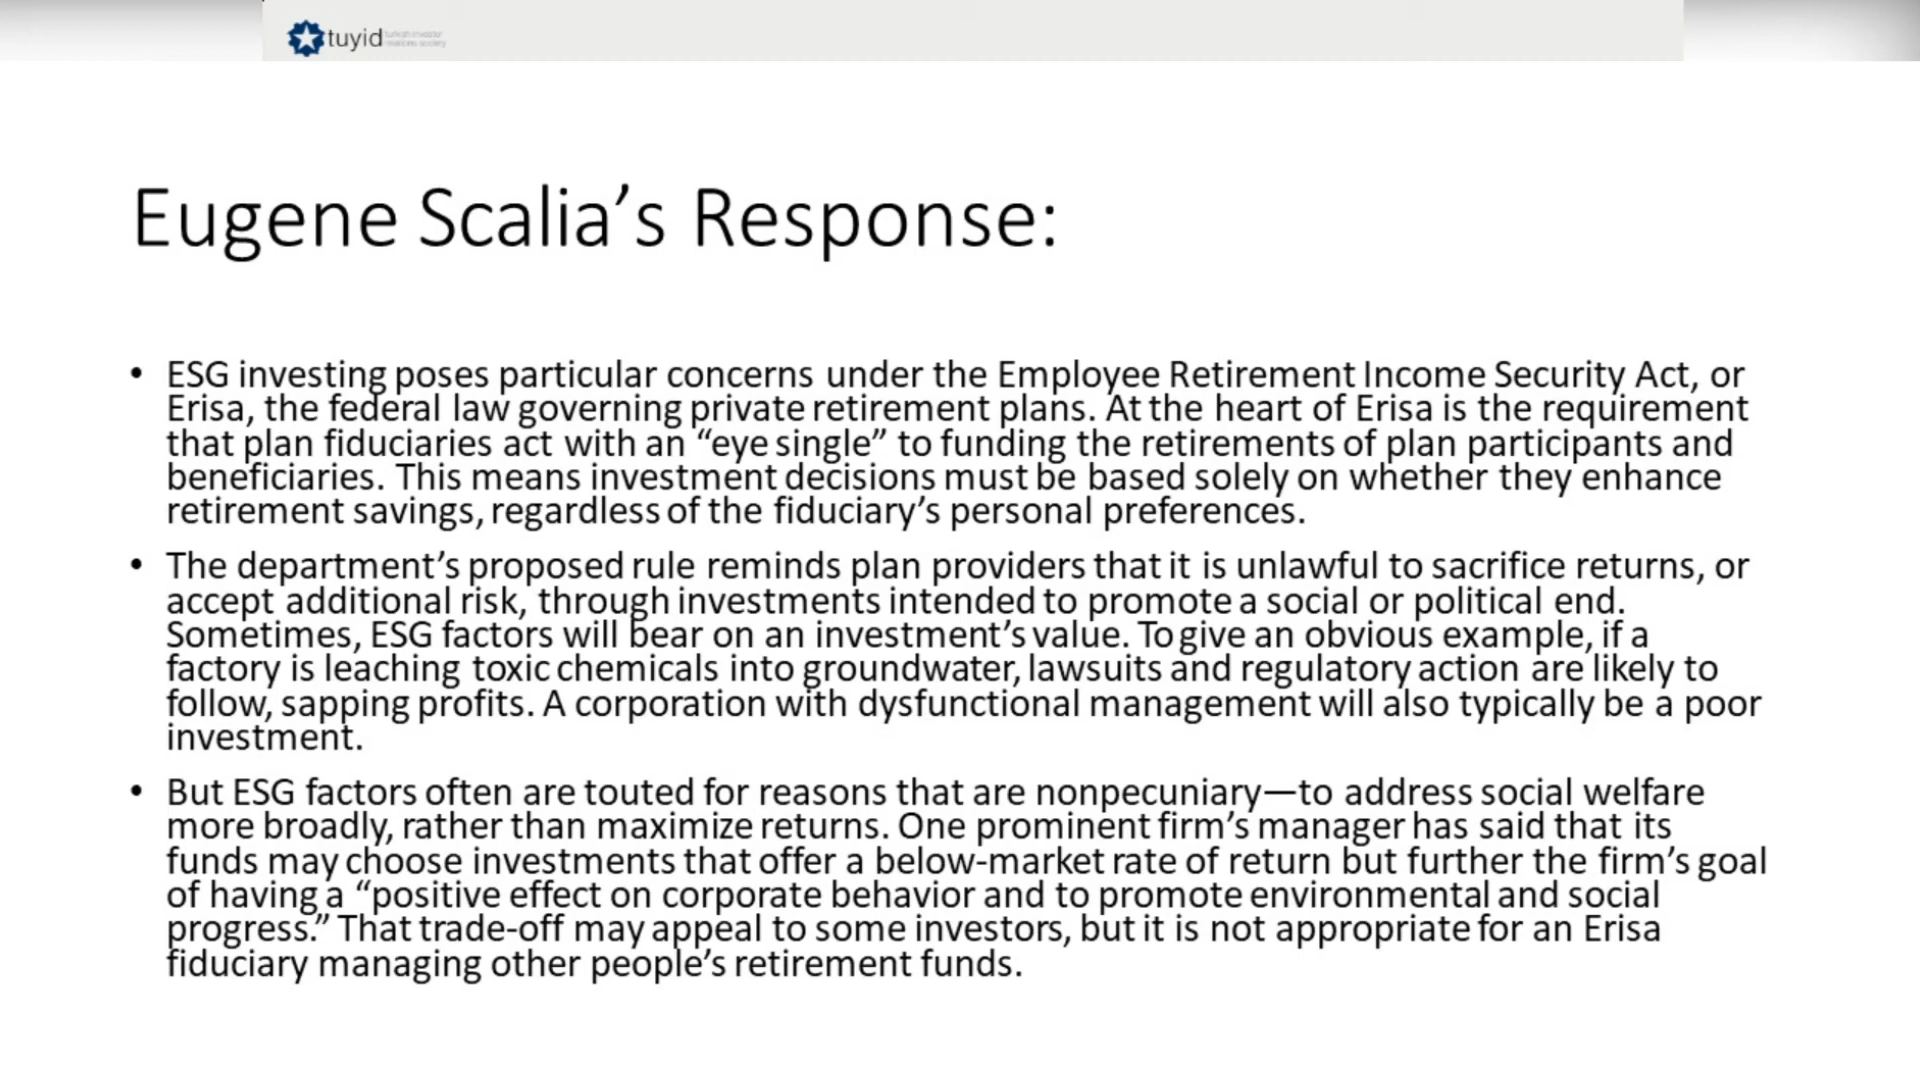 tuyid
Eugene Scalia’s Response:
• ESG investing poses particular concerns under the Employee Retirement Income Security Act, or
Erisa, the federal law governing private retirement plans. At the heart of Erisa is the requirement
that plan fiduciaries act with an “eye single” to funding the retirements of plan participants and
beneficiaries. This means investment decisions must be based solely on whether they enhance
retirement savings, regardless of the fiduciary’s personal preferences.
• The department’s proposed rule reminds plan providers that it is unlawful to sacrifice returns, or
accept additional risk, through investments intended to promote a social or political end.
Sometimes, ESG factors will bear on an investment’s value. To give an obvious example, if a
factory is leaching toxic chemicals into groundwater, lawsuits and regulatory action are likely to
follow, sapping profits. A corporation with dysfunctional management will also typically be a poor
investment.
• But ESG factors often are touted for reasons that are nonpecuniary—to address social welfare
more broadly, rather than maximize returns. One prominent firm’s manager has said that its
funds may choose investments that offer a below-market rate of return but further the firm’s goal
of having a “positive effect on corporate behavior and to promote environmental and social
progress.” That trade-off may appeal to some investors, but it is not appropriate for an Erisa
fiduciary managing other people’s retirement funds.